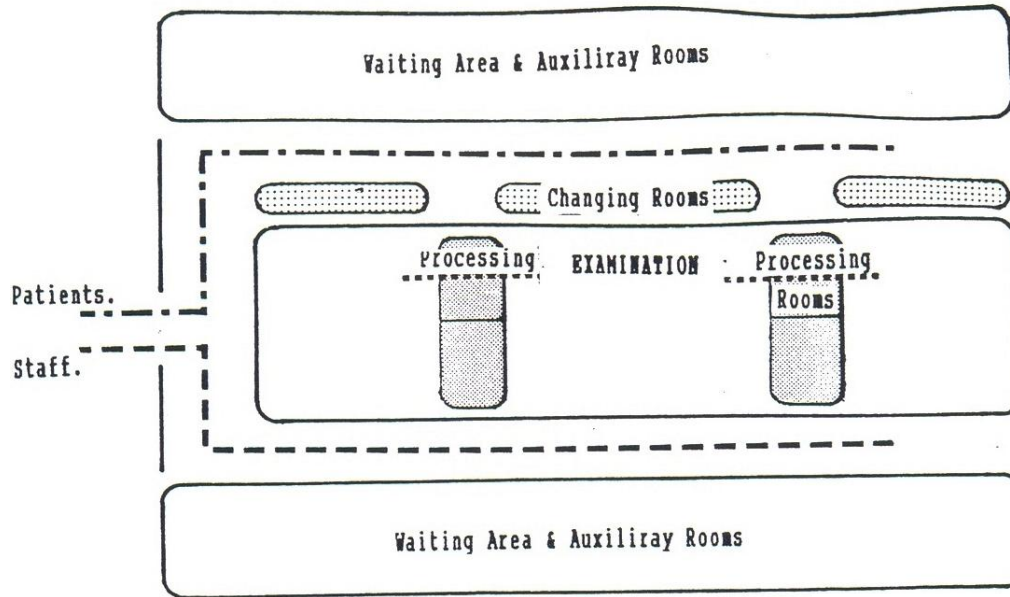 Waiting Area & Auxiliray Rooms
Changing Rooms
Processing
EXAMINATION
Processing
Rooms
Patients.
Staff.
Waiting Area & Auxiliray Rooms